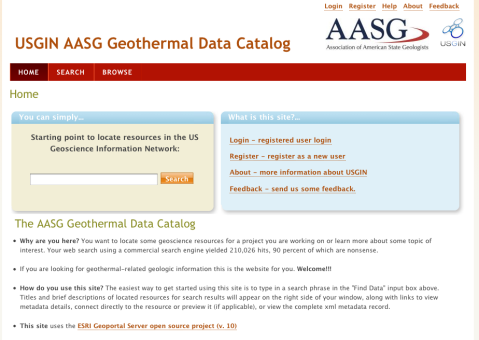 Login Register Help About Feedback
USGIN AASG Geothermal Data Catalog
AASG
Association of American State Geologists
USGIN
HOME SEARCH BROWSE
Home
You can simply...
Starting point to locate resources in the US
Geoscience Information Network:
Search
What is this site?...
Login – registered user login
Register – register as a new user
About – more information about USGIN
Feedback – send us some feedback.
The AASG Geothermal Data Catalog
• Why are you here? You want to locate some geoscience resources for a project you are working on or learn more about some topic of
interest. Your web search using a commercial search engine yielded 210,026 hits, 90 percent of which are nonsense.
• If you are looking for geothermal-related geologic information this is the website for you. Welcome!!!
• How do you use this site? The easiest way to get started using this site is to type in a search phrase in the "Find Data" input box above.
Titles and brief descriptions of located resources for search results will appear on the right side of your window, along with links to view
metadata details, connect directly to the resource or preview it (if applicable), or view the complete xml metadata record.
• This site uses the ESRI Geoportal Server open source project (v. 10)